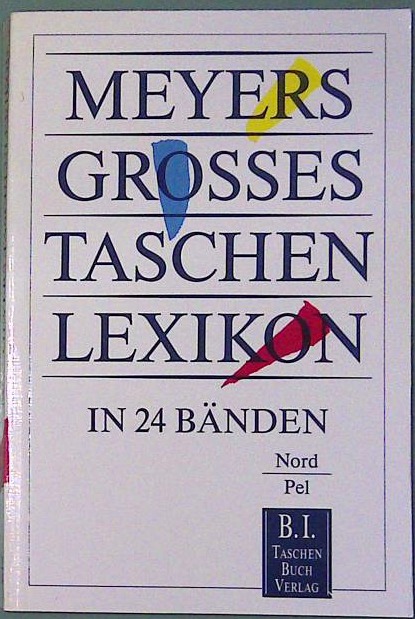 MEYERS
GROSSES
TASCHEN
LEXIKON
IN 24 BÄNDEN
Nord
Pel
B.I.
TASCHEN
BUCH
VERLAG